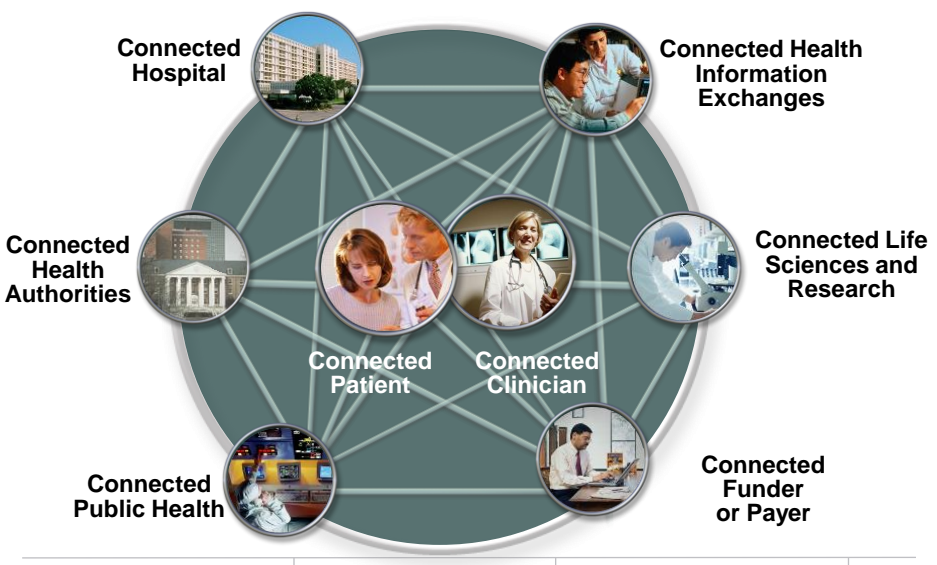 Connected
Hospital
Connected Health
Information
Exchanges
Connected
Health
Authorities
Connected Life
Sciences and
Research
Connected
Patient
Connected
Clinician
Connected
Public Health
Connected
Funder
or Payer